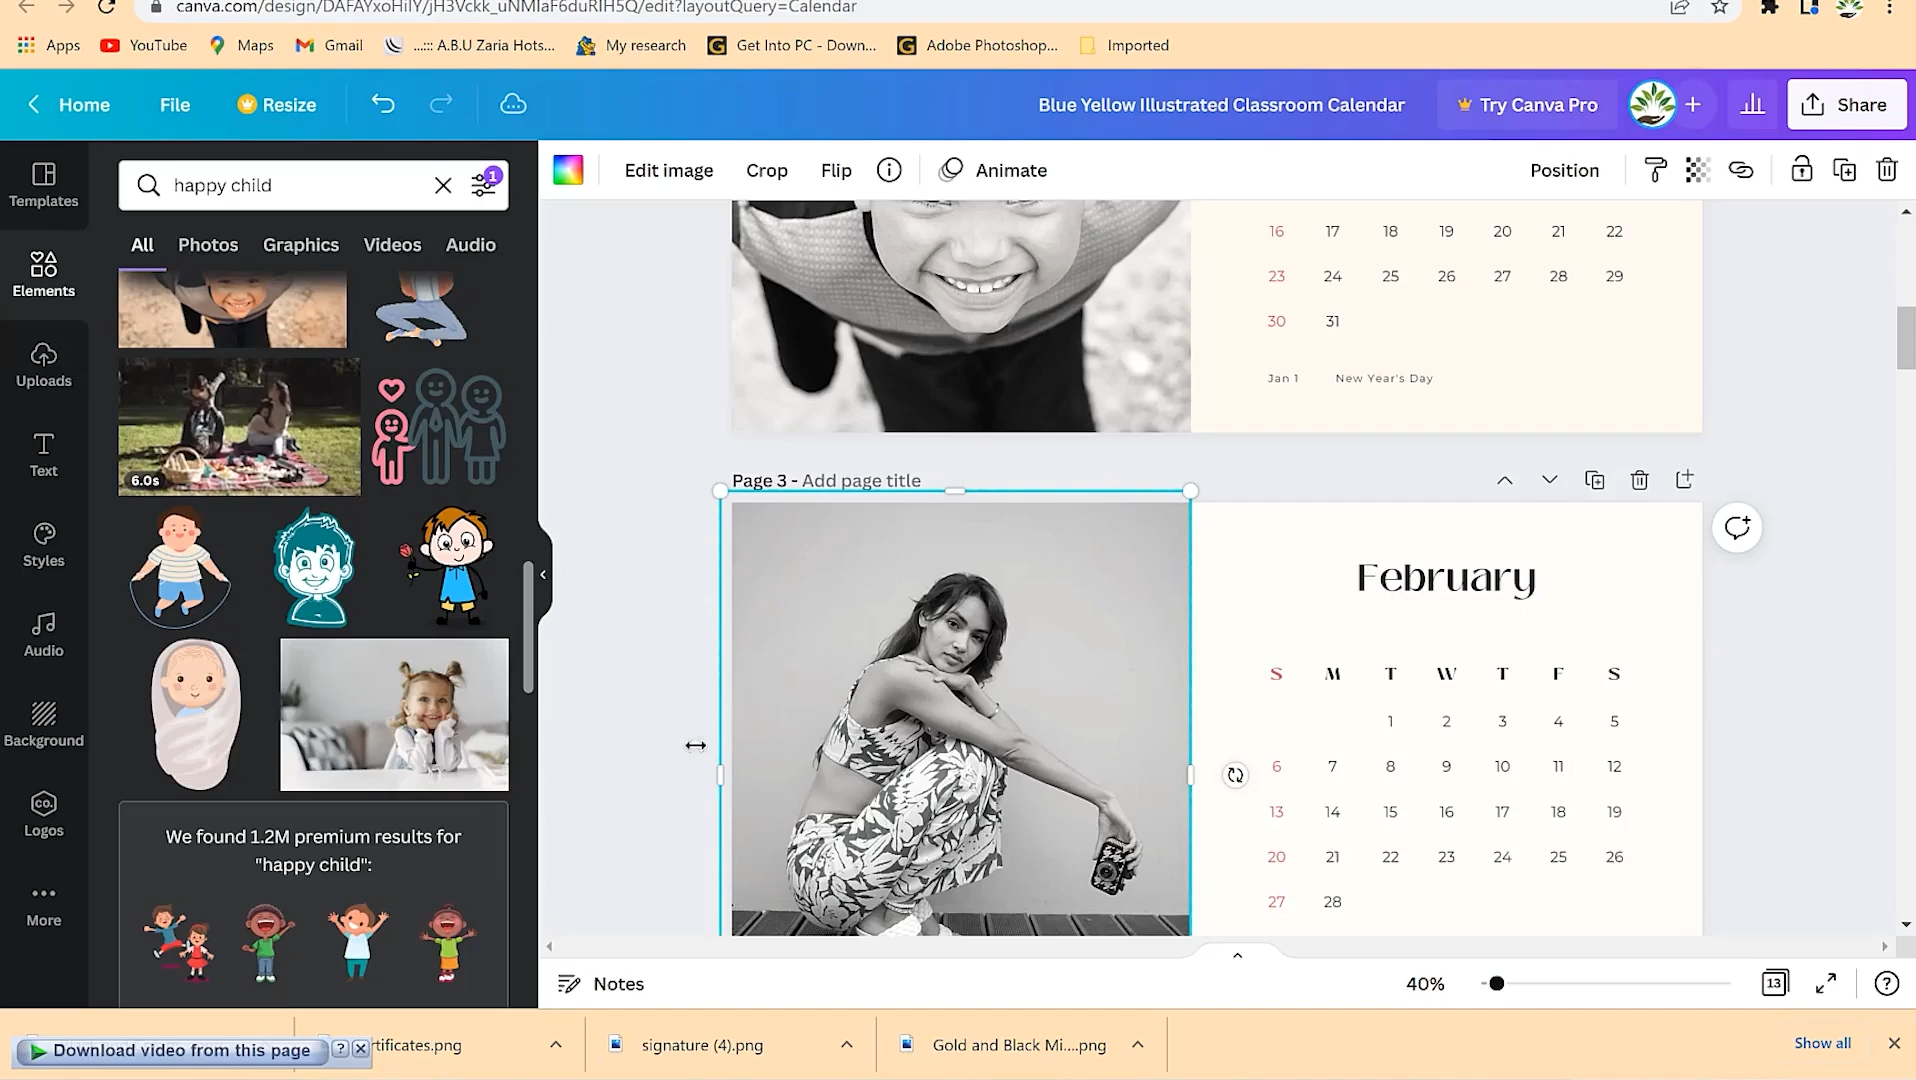 canva.com/design/DAFAYxoHiIY/jH3Vckk_uNMIaF6duRIH5Q/edit?layoutQuery=Calendar
Apps YouTube Maps Gmail ...::: A.B.U Zaria Hots... My research Get Into PC - Down... Adobe Photoshop... Imported
Home File Resize Blue Yellow Illustrated Classroom Calendar Try Canva Pro Share
Templates
Elements
Uploads
Text
Styles
Audio
Background
Logos
More
CO.
happy child
1
All Photos Graphics Videos Audio
6.0s
We found 1.2M premium results for
"happy child":
Edit image Crop Flip Animate Position
16 17 18 19 20 21 22
23 24 25 26 27 28 29
30 31
Jan 1 New Year's Day
Page 3 - Add page title
February
S M T W T F S
1 2 3 4 5
6 7 8 9 10 11 12
13 14 15 16 17 18 19
20 21 22 23 24 25 26
27 28
Notes 40% 13 ?
Download video from this page ?
rtificates.png signature (4).png Gold and Black Mi....png Show all